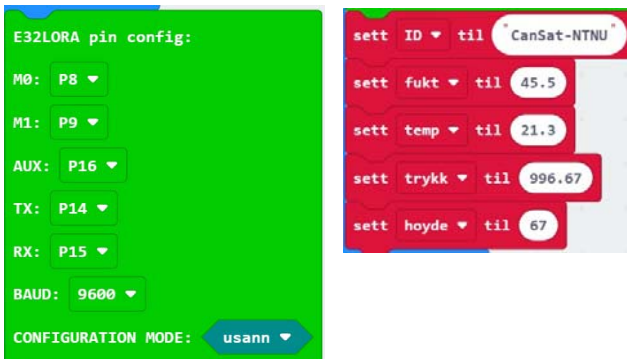 E32LORA pin config:
M0: P8
M1: P9
AUX: P16
TX: P14
RX: P15
BAUD: 9600
CONFIGURATION MODE: usann
sett ID til "CanSat-NTNU"
sett fukt til 45.5
sett temp til 21.3
sett trykk til 996.67
sett hoyde til 67